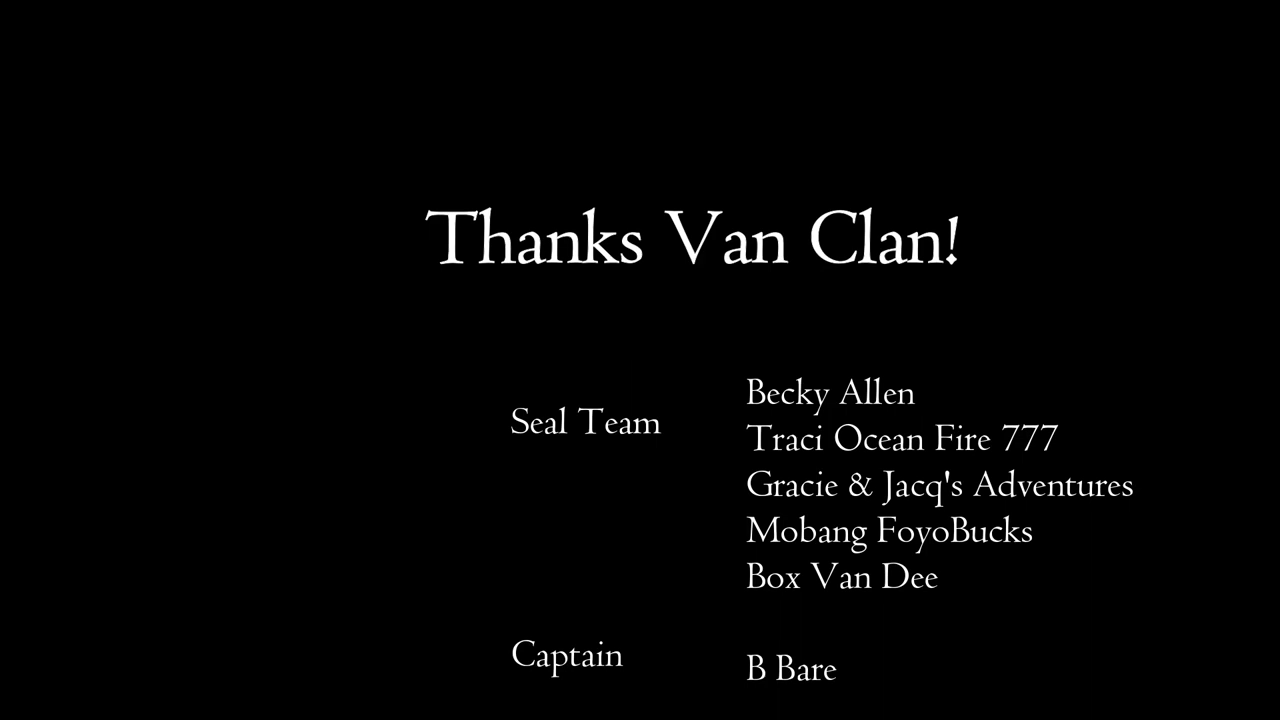 Thanks Van Clan!
Seal Team
Becky Allen
Traci Ocean Fire 777
Gracie & Jacq's Adventures
Mobang FoyoBucks
Box Van Dee
Captain
B Bare